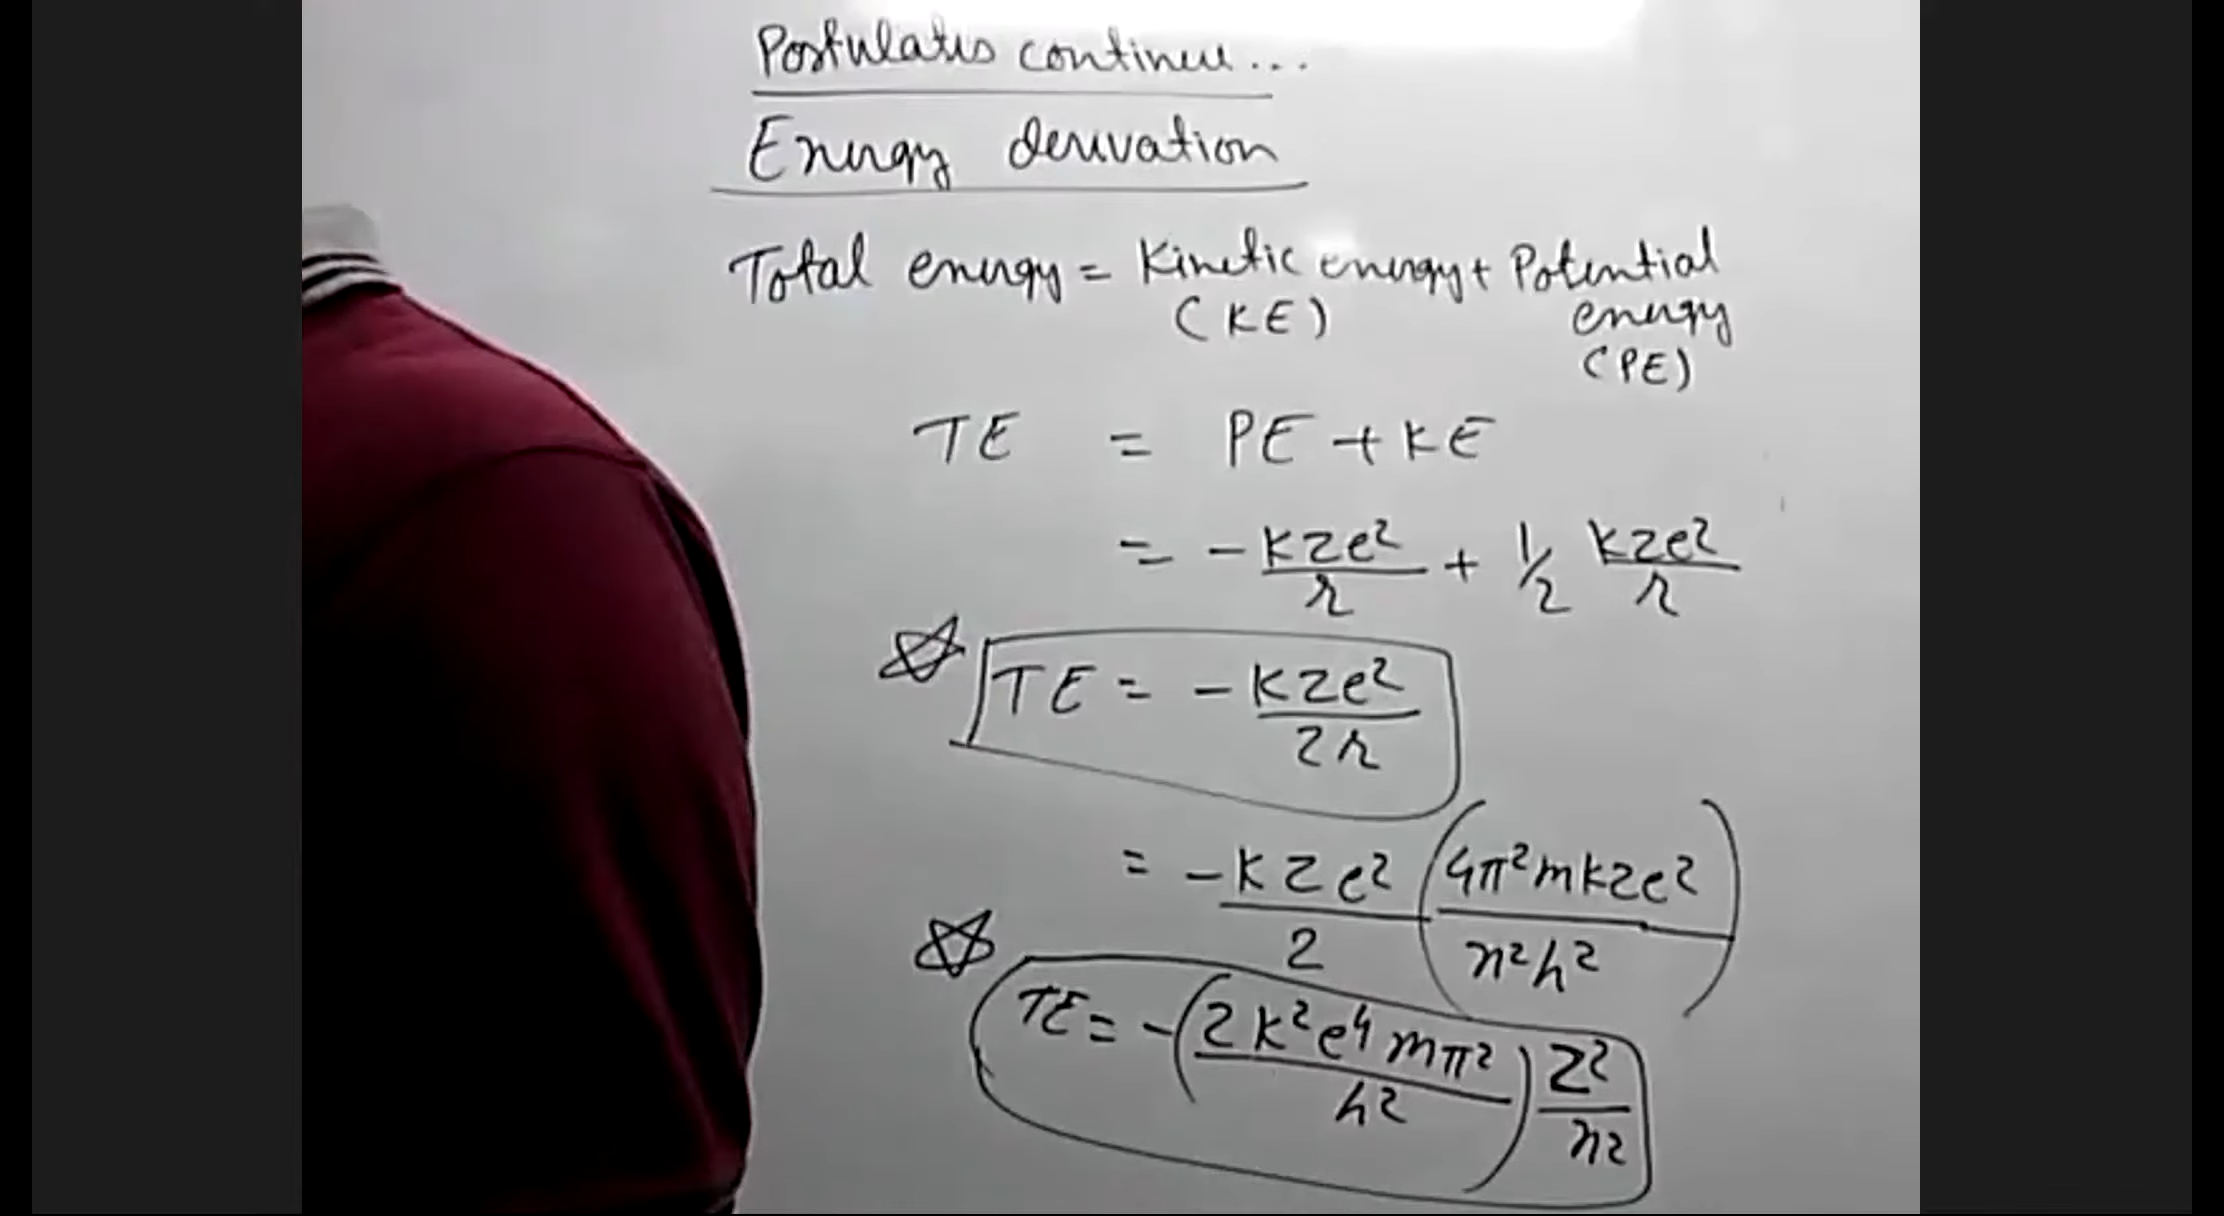 Postulates continue...
Energy derivation
Total energy = Kinetic energy + Potential
(KE) energy
(PE)
TE = PE + KE
= -kze²/r + 1/2 kze²/r
TE = -kze²/2r
= -kze²/2 (4π²mkze²/n²h²)
TE = -(2k²e⁴mπ²/h²) Z²/n²